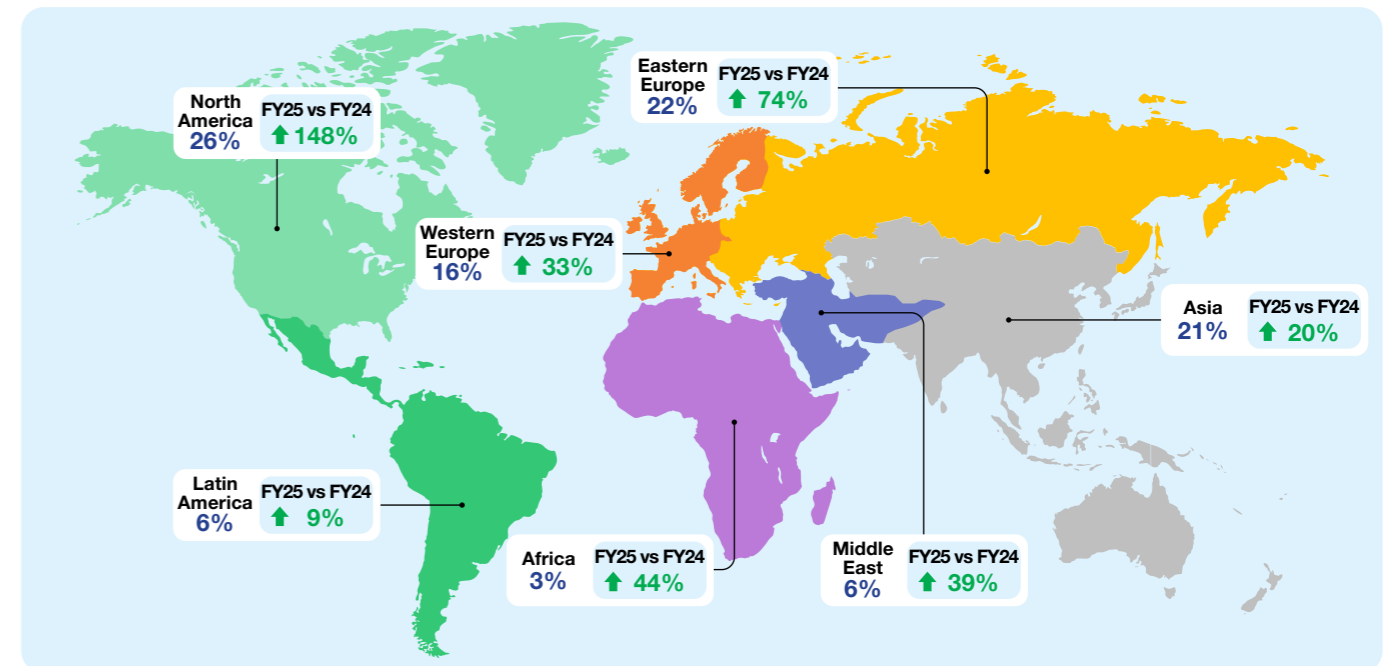 North
America
26%
FY25 vs FY24
148%
Eastern
Europe
22%
FY25 vs FY24
74%
Western
Europe
16%
FY25 vs FY24
33%
Asia
21%
FY25 vs FY24
20%
Latin
America
6%
FY25 vs FY24
9%
Africa
3%
FY25 vs FY24
44%
Middle
East
6%
FY25 vs FY24
39%